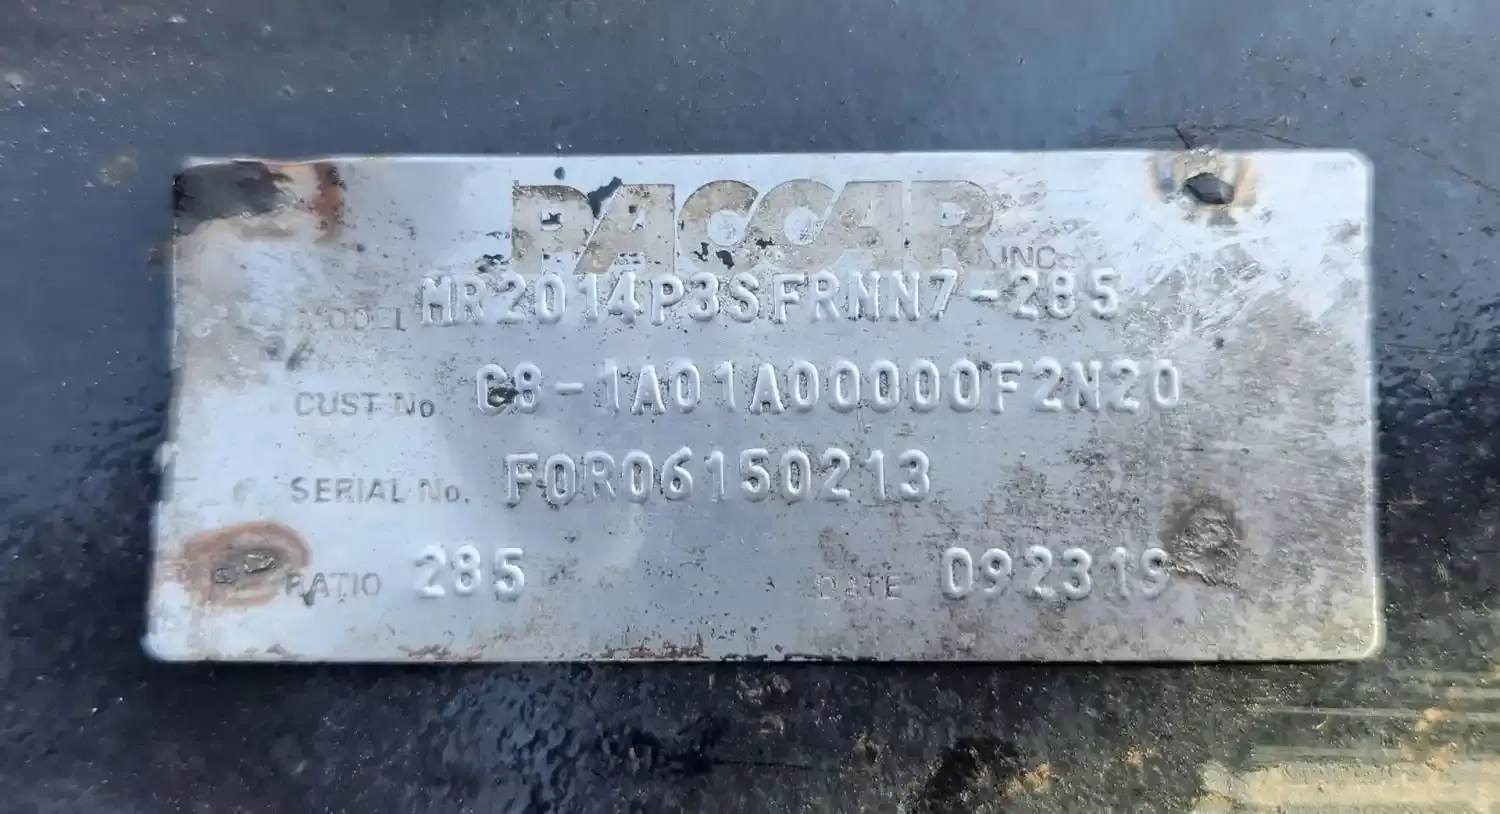 PACCAR INC
MODEL MR2014P3SFRNN7-285
CUST No C8-1A01A00000F2N20
SERIAL No. F0R06150213
RATIO 285 DATE 092319